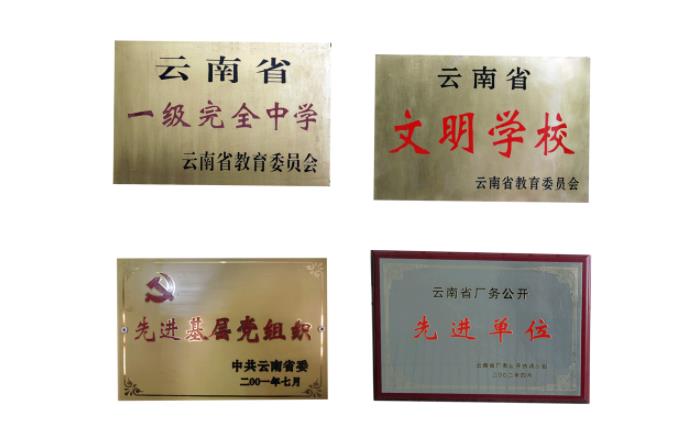 云南省
一级完全中学
云南省教育委员会
云南省
文明学校
云南省教育委员会
先进基层党组织
中共云南省委
二00一年七月
云南省厂务公开
先进单位